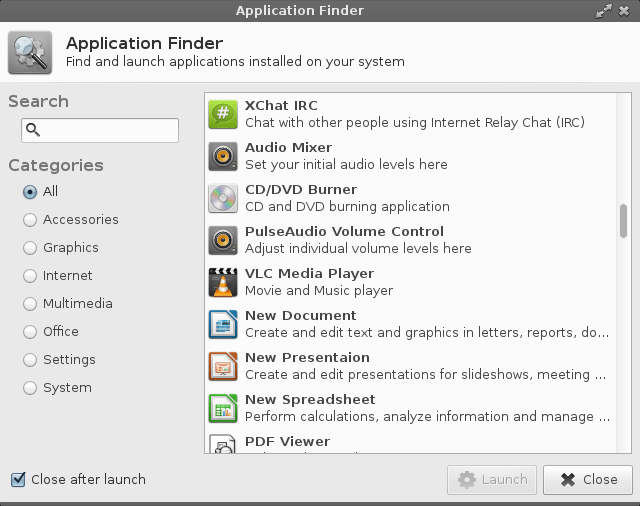 Application Finder
Application Finder
Find and launch applications installed on your system
Search
Categories
All
Accessories
Graphics
Internet
Multimedia
Office
Settings
System
XChat IRC
Chat with other people using Internet Relay Chat (IRC)
Audio Mixer
Set your initial audio levels here
CD/DVD Burner
CD and DVD burning application
PulseAudio Volume Control
Adjust individual volume levels here
VLC Media Player
Movie and Music player
New Document
Create and edit text and graphics in letters, reports, do...
New Presentaion
Create and edit presentations for slideshows, meeting ...
New Spreadsheet
Perform calculations, analyze information and manage ...
PDF Viewer
Close after launch
Launch
Close